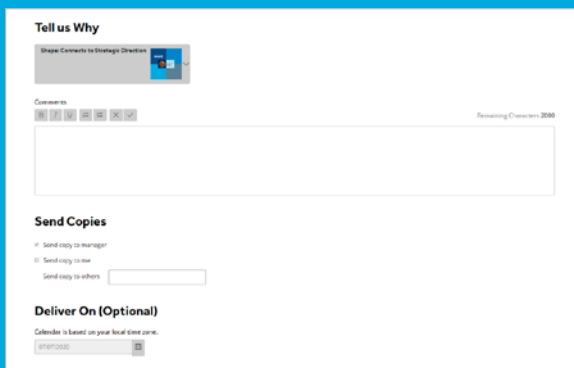 Tell us Why
Shape: Connects to Strategic Direction
Comments
B I U
Remaining Characters 2000
Send Copies
Send copy to manager
Send copy to me
Send copy to others
Deliver On (Optional)
Calendar is based on your local time zone.
07/07/2020